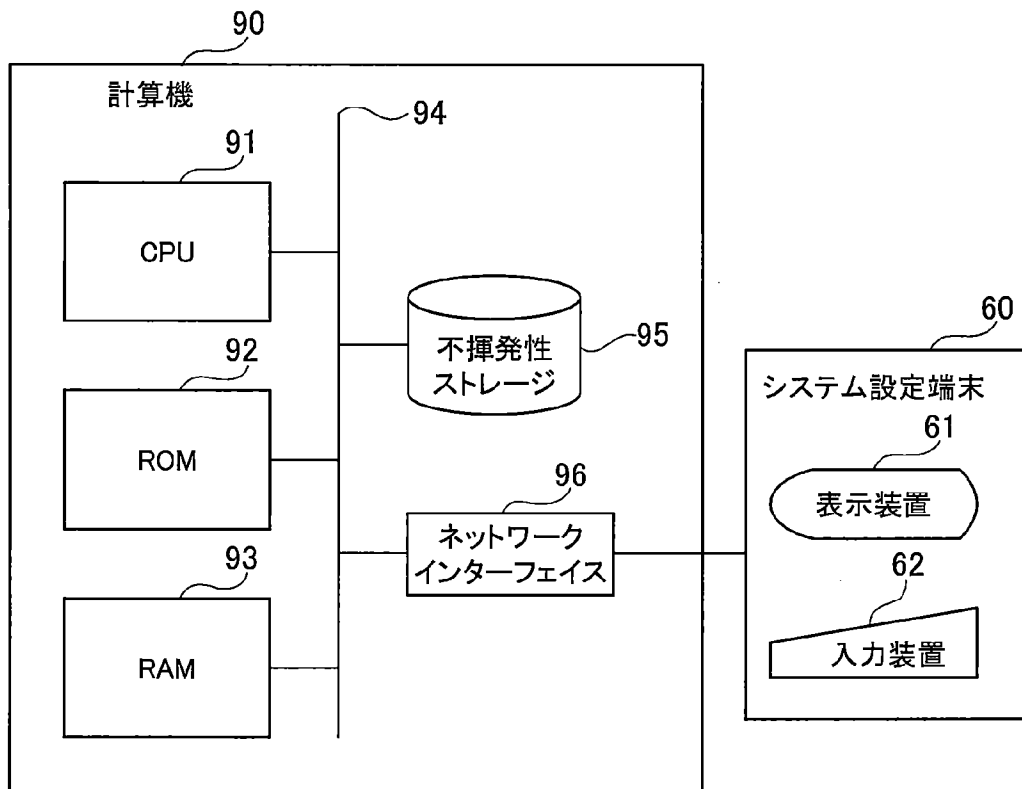 90
計算機
94
91
CPU
不揮発性
ストレージ
95
92
ROM
96
ネットワーク
インターフェイス
93
RAM
60
システム設定端末
61
表示装置
62
入力装置